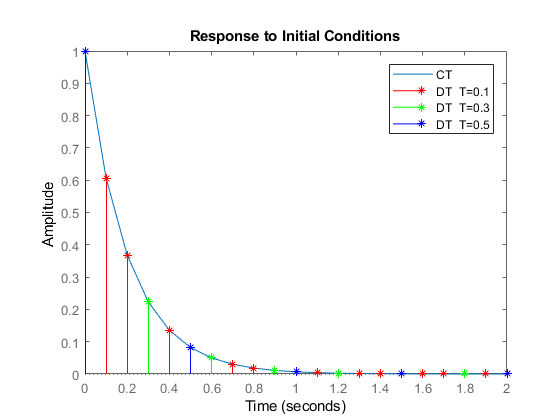 Response to Initial Conditions
CT
DT T=0.1
DT T=0.3
DT T=0.5
Amplitude
1
0.9
0.8
0.7
0.6
0.5
0.4
0.3
0.2
0.1
0
0 0.2 0.4 0.6 0.8 1 1.2 1.4 1.6 1.8 2
Time (seconds)